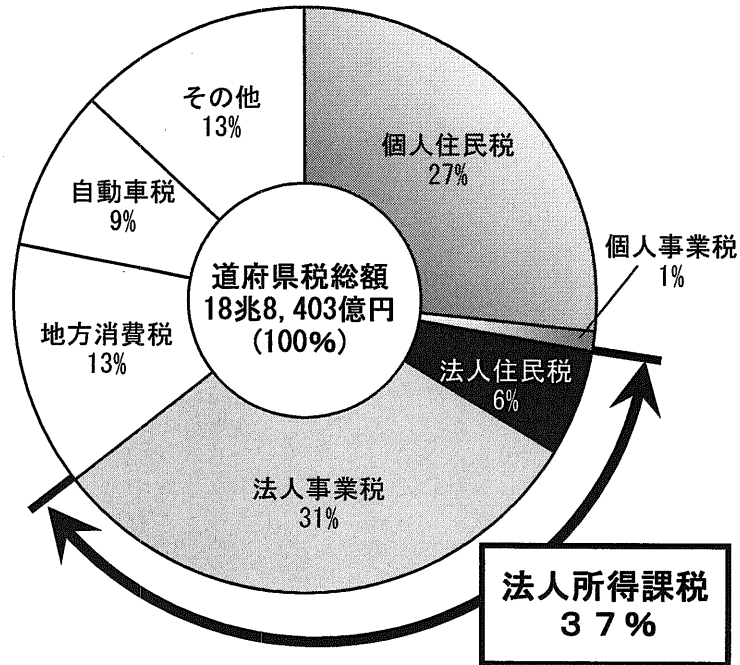 その他
13%
個人住民税
27%
自動車税
9%
個人事業税
1%
道府県税総額
18兆8,403億円
(100%)
地方消費税
13%
法人住民税
6%
法人事業税
31%
法人所得課税
37%